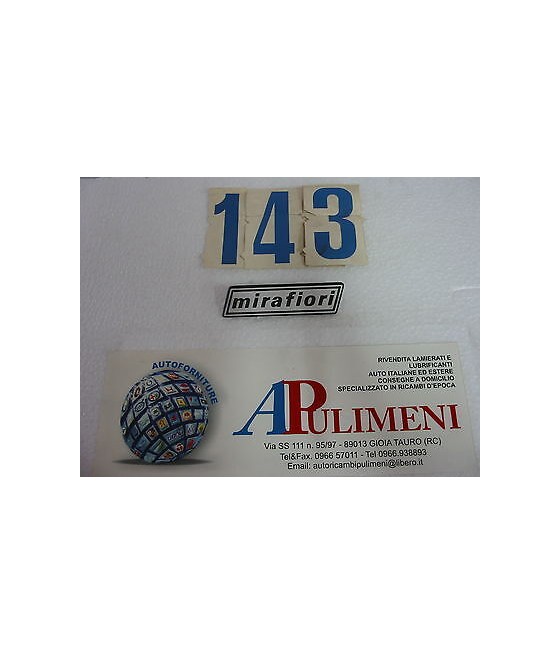 143
mirafiori
AUTOFORNITURE
RIVENDITA LAMIERATI E
LUBRIFICANTI
AUTO ITALIANE ED ESTERE
CONSEGNE A DOMICILIO
SPECIALIZZATO IN RICAMBI D'EPOCA
APULIMENI
Via SS 111 n. 95/97 - 89013 GIOIA TAURO (RC)
Tel&Fax. 0966 57011 - Tel 0966.938893
Email: autoricambipulimeni@libero.it